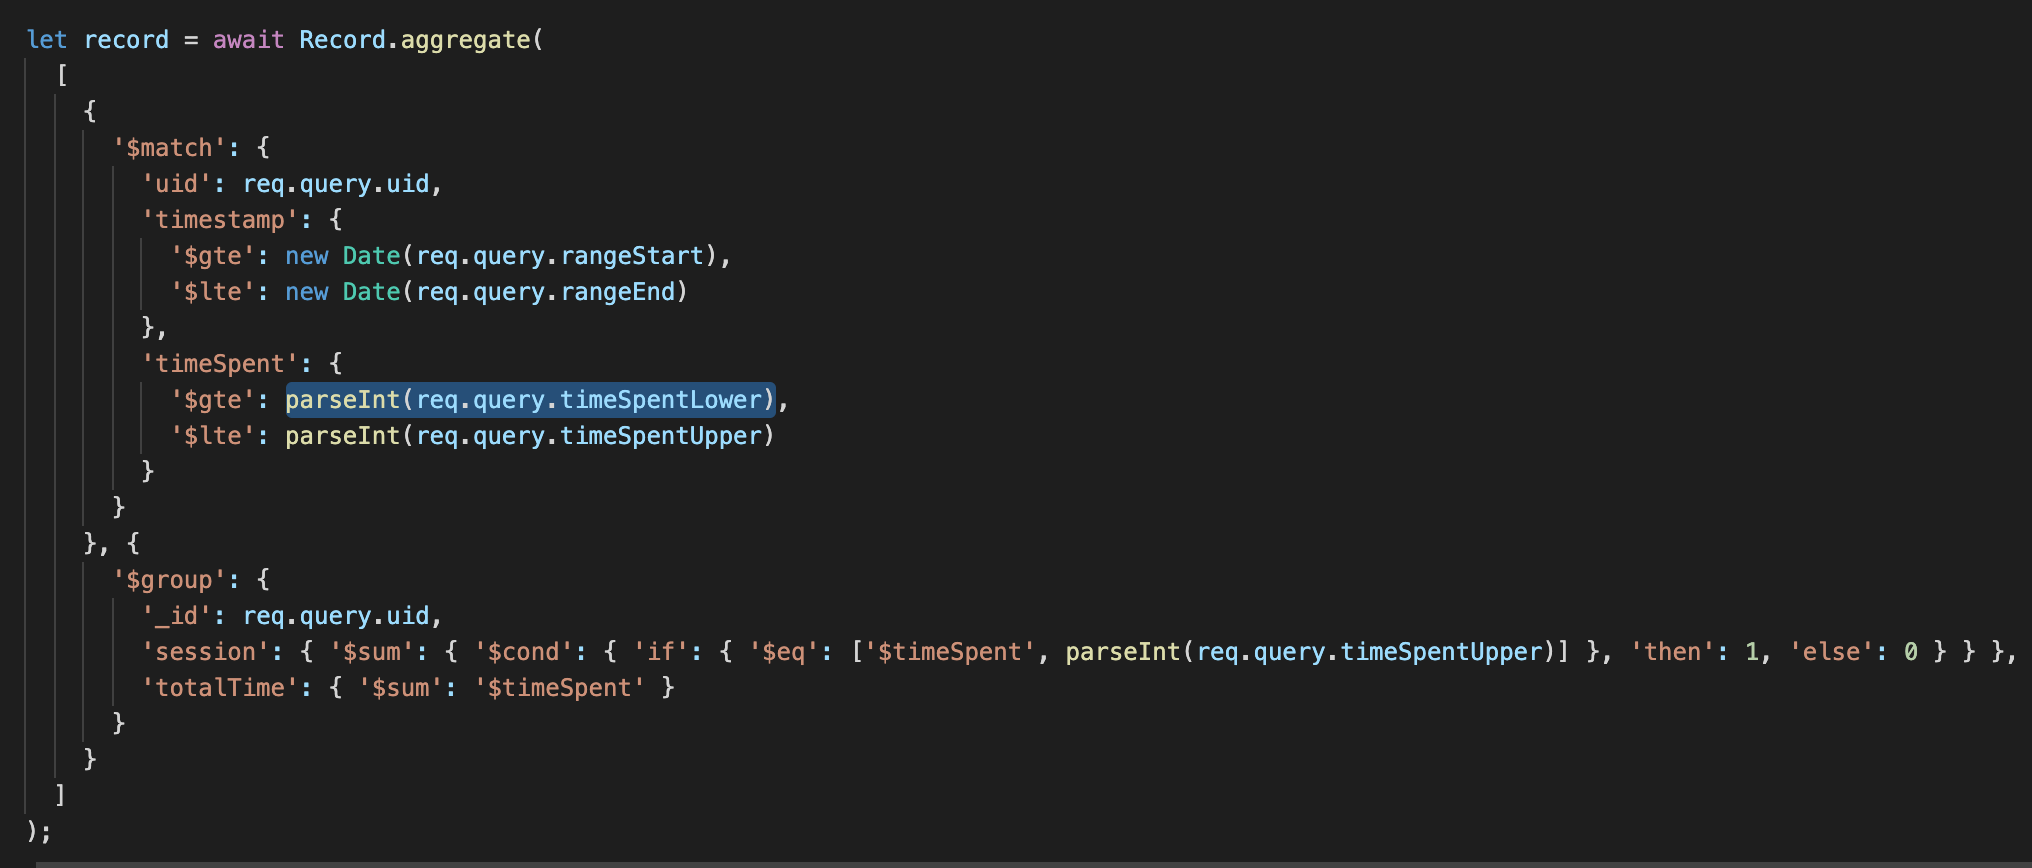 let record = await Record.aggregate(
[
{
'$match': {
'uid': req.query.uid,
'timestamp': {
'$gte': new Date(req.query.rangeStart),
'$lte': new Date(req.query.rangeEnd)
},
'timeSpent': {
'$gte': parseInt(req.query.timeSpentLower),
'$lte': parseInt(req.query.timeSpentUpper)
}
}
}, {
'$group': {
'_id': req.query.uid,
'session': { '$sum': { '$cond': { 'if': { '$eq': ['$timeSpent', parseInt(req.query.timeSpentUpper)] }, 'then': 1, 'else': 0 } } },
'totalTime': { '$sum': '$timeSpent' }
}
}
]
);